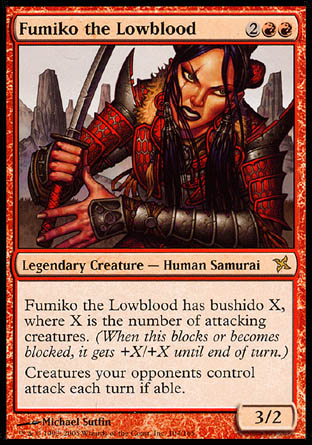 Fumiko the Lowblood 2
Legendary Creature — Human Samurai
Fumiko the Lowblood has bushido X,
where X is the number of attacking
creatures. (When this blocks or becomes
blocked, it gets +X/+X until end of turn.)
Creatures your opponents control
attack each turn if able.
Michael Sutfin
3/2